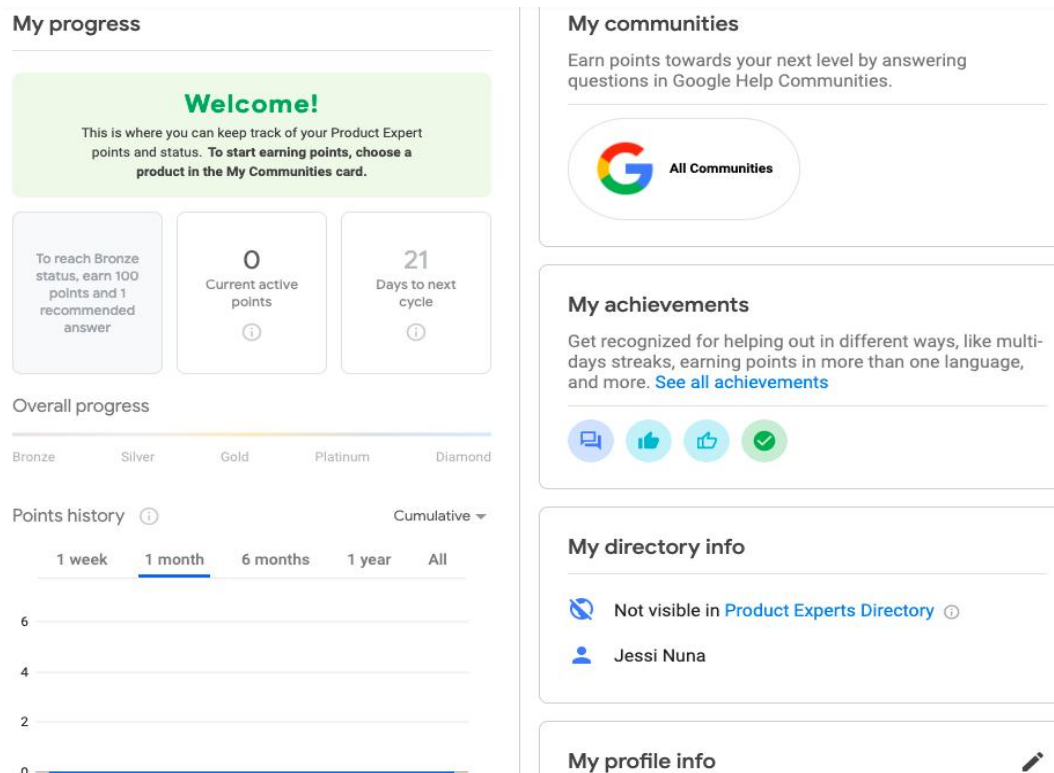 My progress
Welcome!
This is where you can keep track of your Product Expert
points and status. To start earning points, choose a
product in the My Communities card.
To reach Bronze
status, earn 100
points and 1
recommended
answer
0
Current active
points
21
Days to next
cycle
Overall progress
Bronze Silver Gold Platinum Diamond
Points history
Cumulative
1 week 1 month 6 months 1 year All
6
4
2
0
My communities
Earn points towards your next level by answering
questions in Google Help Communities.
All Communities
My achievements
Get recognized for helping out in different ways, like multi-
days streaks, earning points in more than one language,
and more. See all achievements
My directory info
Not visible in Product Experts Directory
Jessi Nuna
My profile info